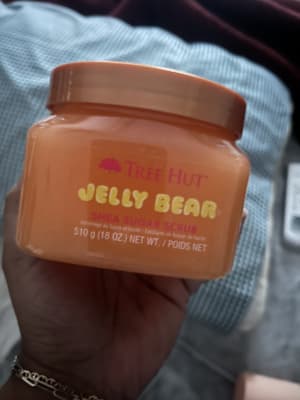 TREE HUT
JELLY BEAR
SHEA SUGAR SCRUB
510 g (18 OZ.) NET WT. / POIDS NET